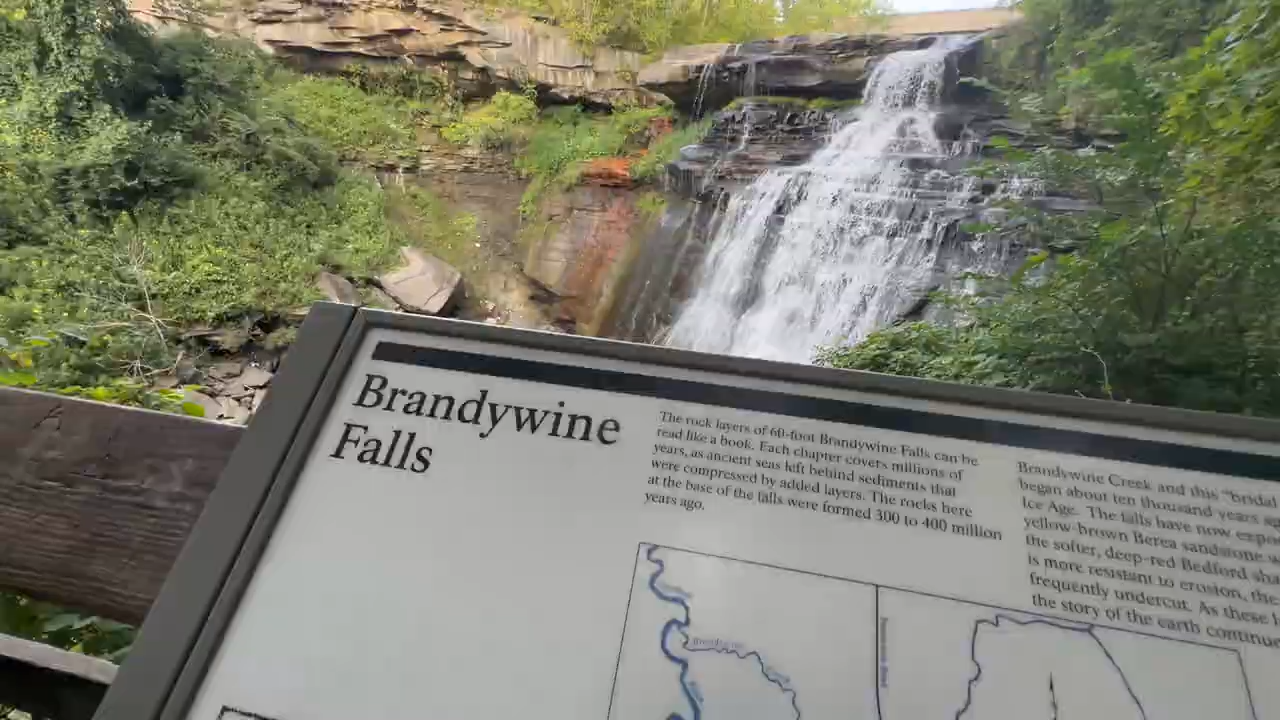 Brandywine
Falls
The rock layers of 60-foot Brandywine Falls can be
read like a book. Each chapter covers millions of
years, as ancient seas left behind sediments that
were compressed by added layers. The rocks here
at the base of the falls were formed 300 to 400 million
years ago.
Brandywine Creek and this "bridal
began about ten thousand years
Ice Age. The falls have now
yellow-brown Berea sandstone
the softer, deep-red Bedford
is more resistant to erosion, the
frequently undercut. As these
the story of the earth